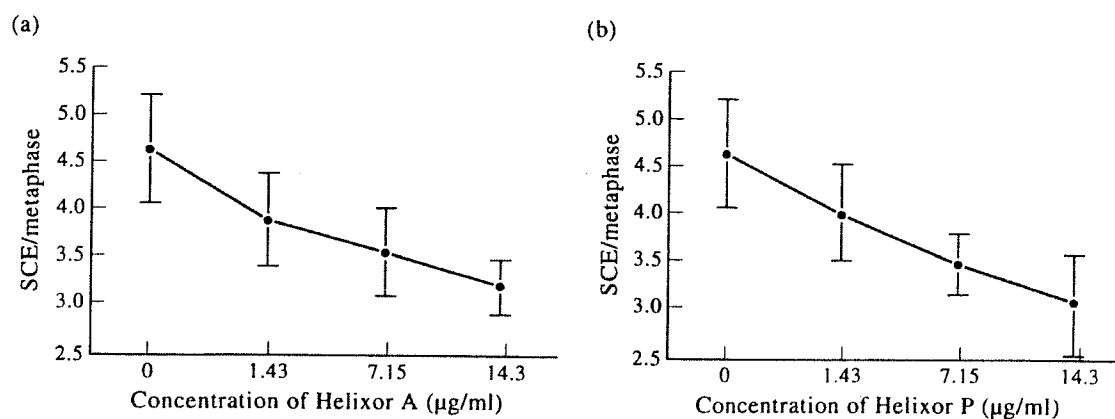 (a)
SCE/metaphase
5.5
5.0
4.5
4.0
3.5
3.0
2.5
0 1.43 7.15 14.3
Concentration of Helixor A (µg/ml)
(b)
SCE/metaphase
5.5
5.0
4.5
4.0
3.5
3.0
2.5
0 1.43 7.15 14.3
Concentration of Helixor P (µg/ml)